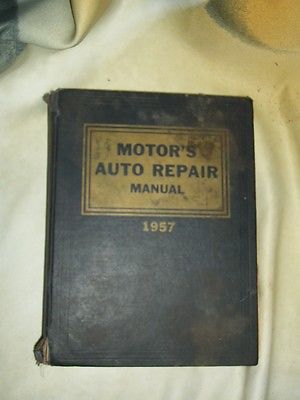 MOTOR'S
AUTO REPAIR
MANUAL
1957